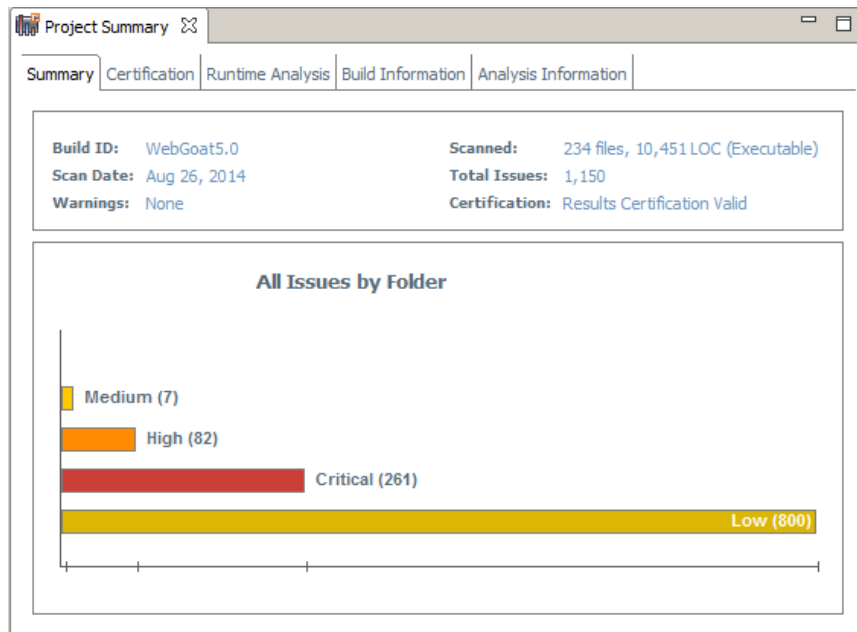 Project Summary
Summary Certification Runtime Analysis Build Information Analysis Information
Build ID: WebGoat5.0 Scanned: 234 files, 10,451 LOC (Executable)
Scan Date: Aug 26, 2014 Total Issues: 1,150
Warnings: None Certification: Results Certification Valid
All Issues by Folder
Medium (7)
High (82)
Critical (261)
Low (800)